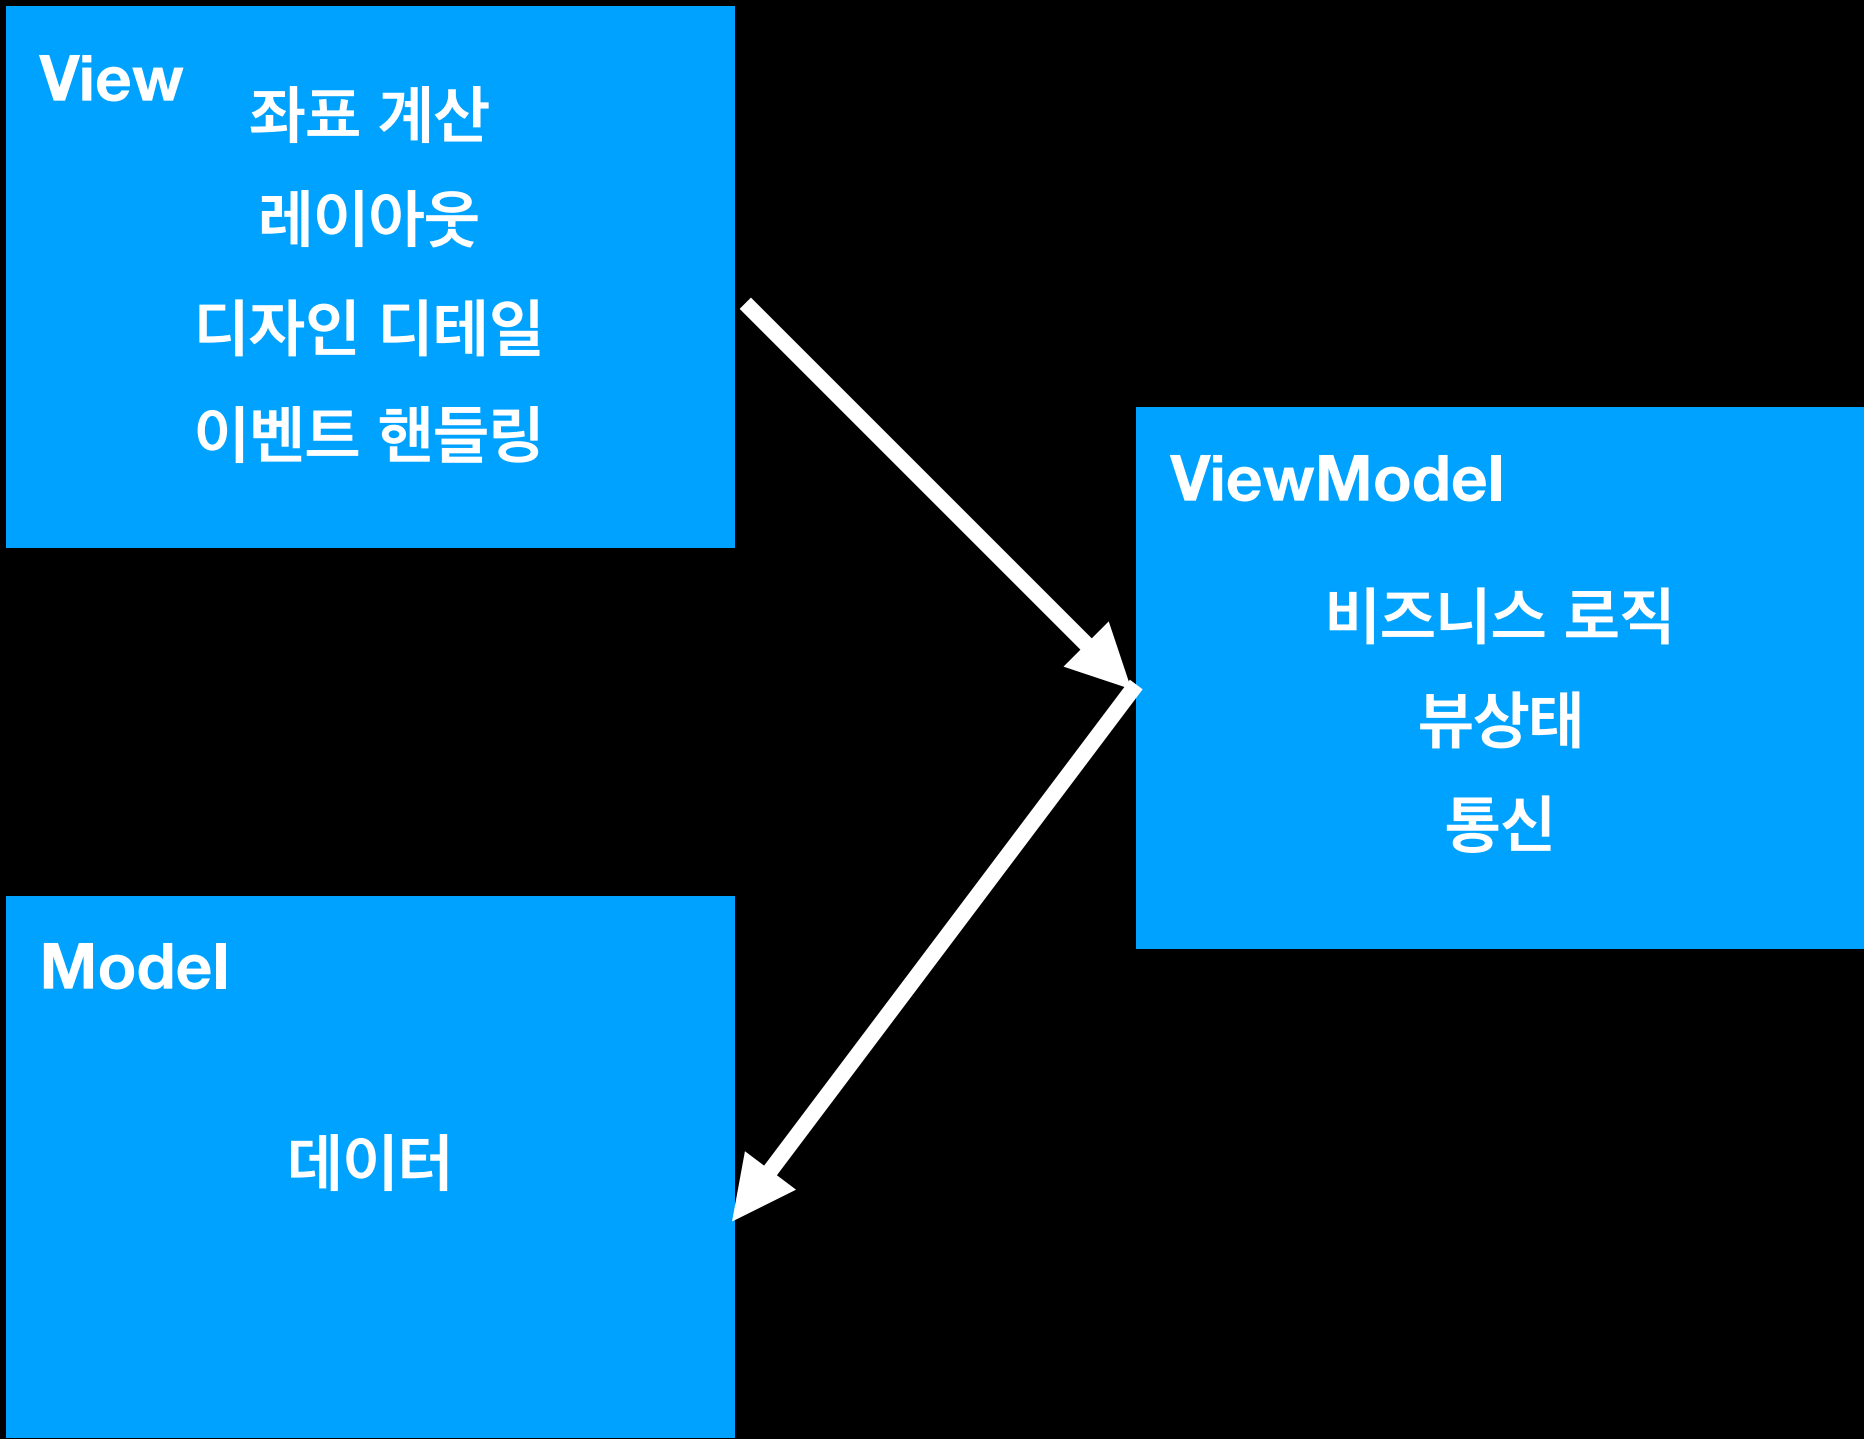 View
좌표 계산
레이아웃
디자인 디테일
이벤트 핸들링
ViewModel
비즈니스 로직
뷰상태
통신
Model
데이터